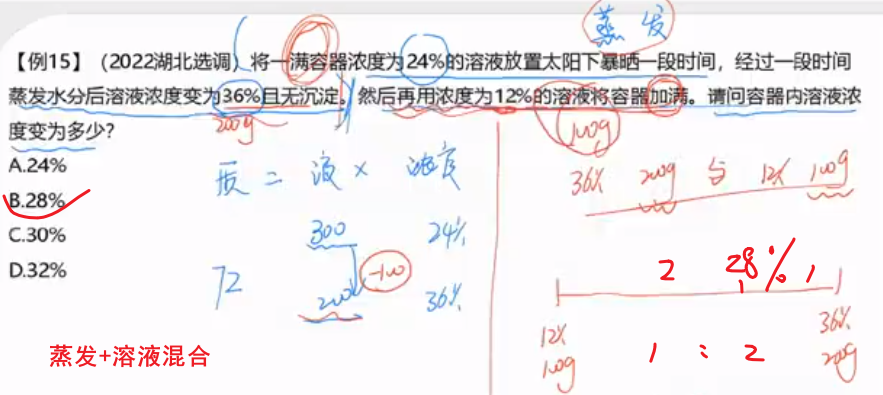 蒸发
【例15】（2022湖北选调）将一满容器浓度为24%的溶液放置太阳下暴晒一段时间，经过一段时间
蒸发水分后溶液浓度变为36%且无沉淀。然后再用浓度为12%的溶液将容器加满。请问容器内溶液浓
200g 100g
度变为多少?
A.24%
质 = 液 × 浓度
36% 200g 与 12% 100g
B.28%
C.30%
300 24%
D.32%
72 200 -100 36%
2 28% 1
12% 36%
1 : 2
100g 200g
蒸发+溶液混合